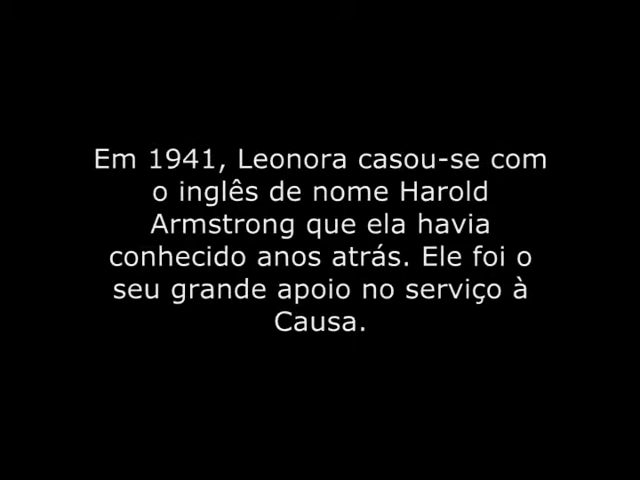 Em 1941, Leonora casou-se com
o inglês de nome Harold
Armstrong que ela havia
conhecido anos atrás. Ele foi o
seu grande apoio no serviço à
Causa.